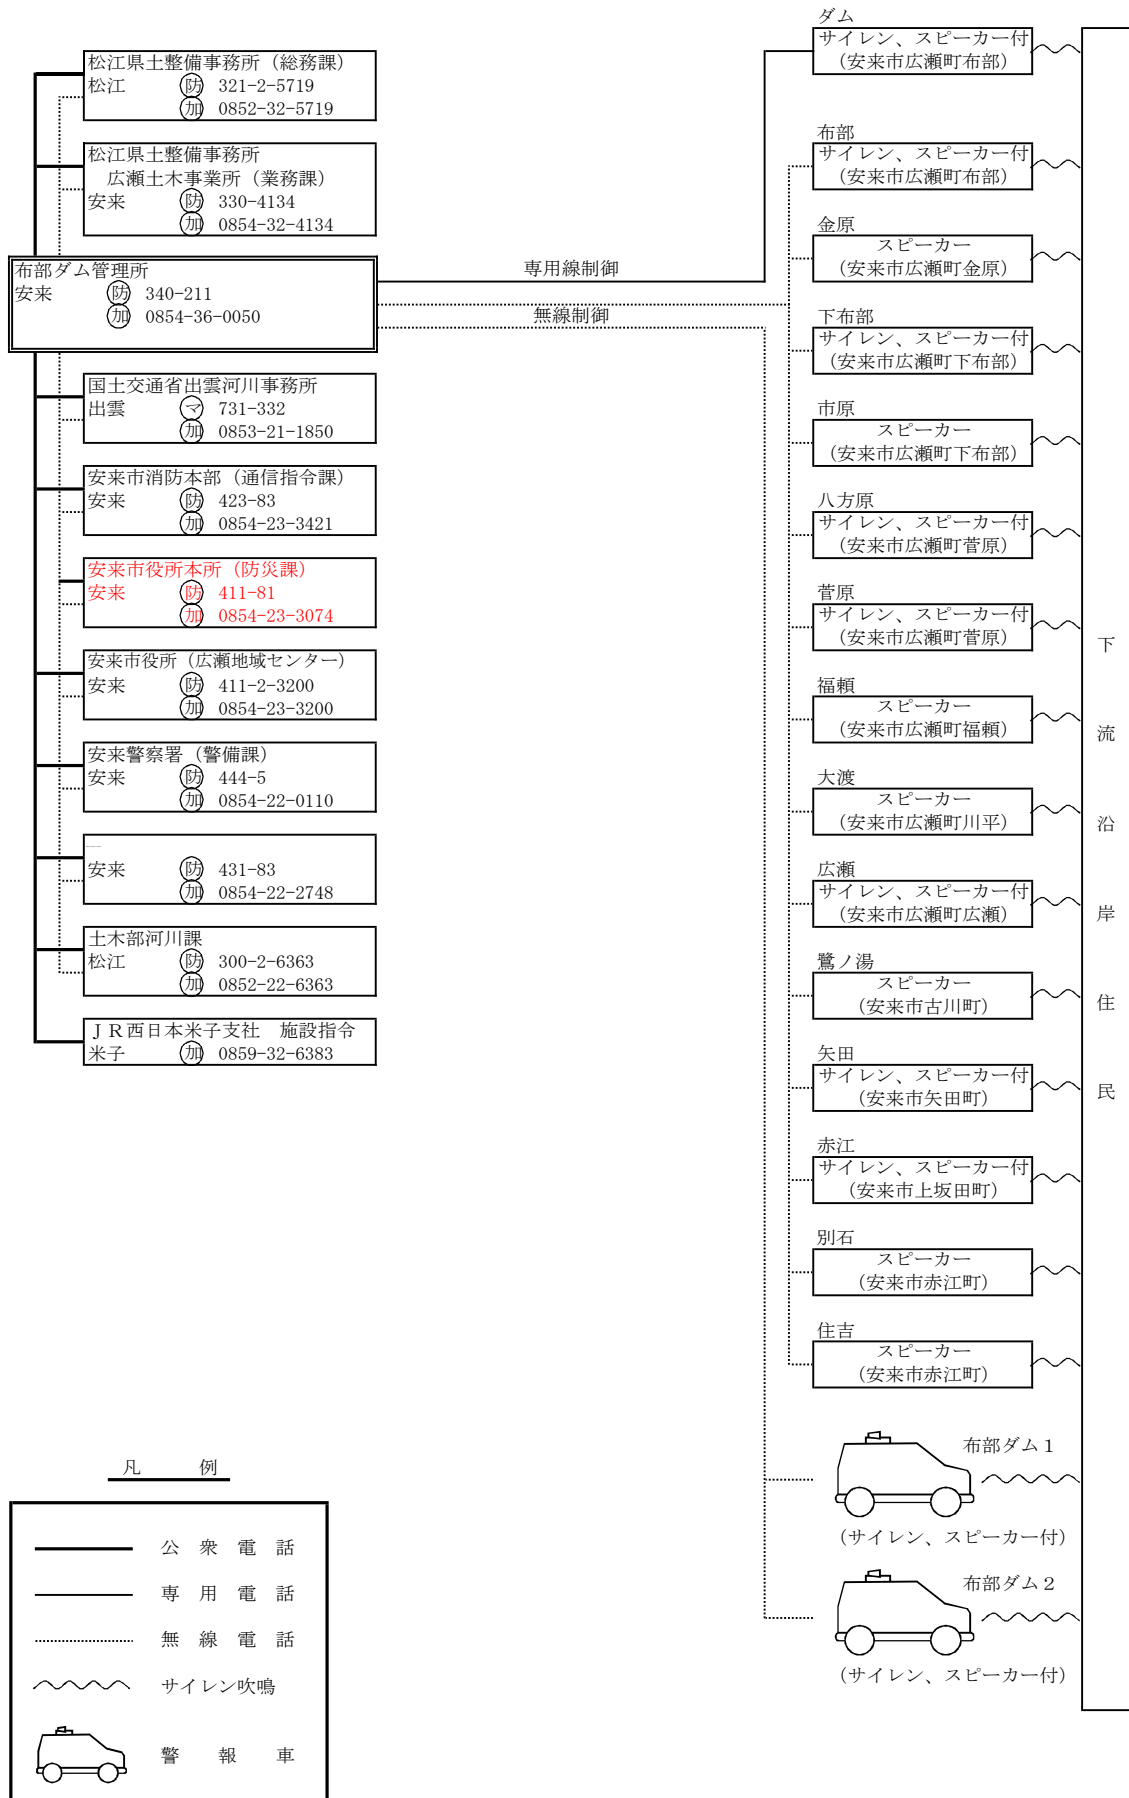 松江県土整備事務所（総務課）
松江 防 321-2-5719
加 0852-32-5719
松江県土整備事務所
広瀬土木事業所（業務課）
安来 防 330-4134
加 0854-32-4134
布部ダム管理所
安来 防 340-211
加 0854-36-0050
国土交通省出雲河川事務所
出雲 マ 731-332
加 0853-21-1850
安来市消防本部（通信指令課）
安来 防 423-83
加 0854-23-3421
安来市役所本所（防災課）
安来 防 411-81
加 0854-23-3074
安来市役所（広瀬地域センター）
安来 防 411-2-3200
加 0854-23-3200
安来警察署（警備課）
安来 防 444-5
加 0854-22-0110
安来 防 431-83
加 0854-22-2748
土木部河川課
松江 防 300-2-6363
加 0852-22-6363
ＪＲ西日本米子支社　施設指令
米子 加 0859-32-6383
専用線制御
無線制御
ダム
サイレン、スピーカー付
（安来市広瀬町布部）
布部
サイレン、スピーカー付
（安来市広瀬町布部）
金原
スピーカー
（安来市広瀬町金原）
下布部
サイレン、スピーカー付
（安来市広瀬町下布部）
市原
スピーカー
（安来市広瀬町下布部）
八方原
サイレン、スピーカー付
（安来市広瀬町菅原）
菅原
サイレン、スピーカー付
（安来市広瀬町菅原）
福頼
スピーカー
（安来市広瀬町福頼）
大渡
スピーカー
（安来市広瀬町川平）
広瀬
サイレン、スピーカー付
（安来市広瀬町広瀬）
鷺ノ湯
スピーカー
（安来市古川町）
矢田
サイレン、スピーカー付
（安来市矢田町）
赤江
サイレン、スピーカー付
（安来市上坂田町）
別石
スピーカー
（安来市赤江町）
住吉
スピーカー
（安来市赤江町）
布部ダム１
（サイレン、スピーカー付）
布部ダム２
（サイレン、スピーカー付）
下流沿岸住民
凡　例
公衆電話
専用電話
無線電話
サイレン吹鳴
警報車